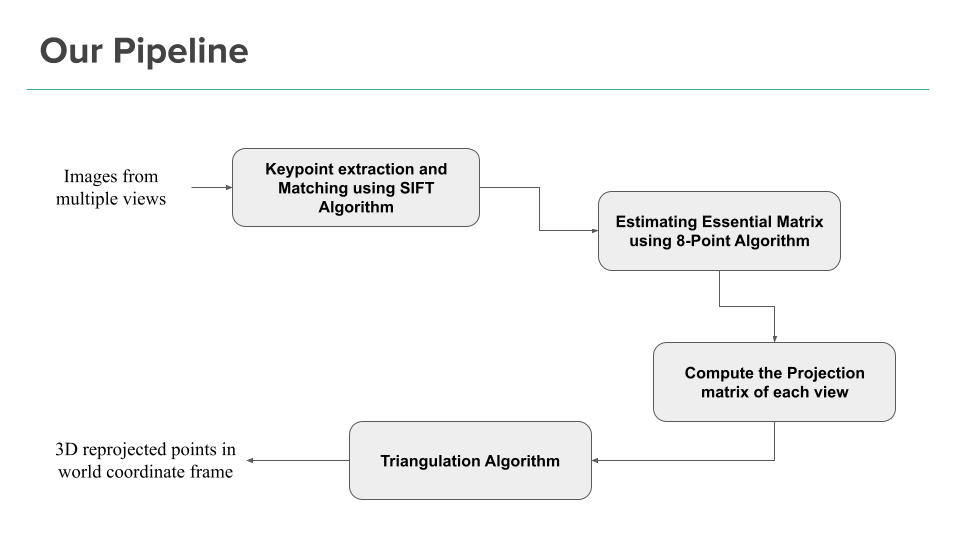 Our Pipeline
Images from
multiple views
Keypoint extraction and
Matching using SIFT
Algorithm
Estimating Essential Matrix
using 8-Point Algorithm
Compute the Projection
matrix of each view
Triangulation Algorithm
3D reprojected points in
world coordinate frame